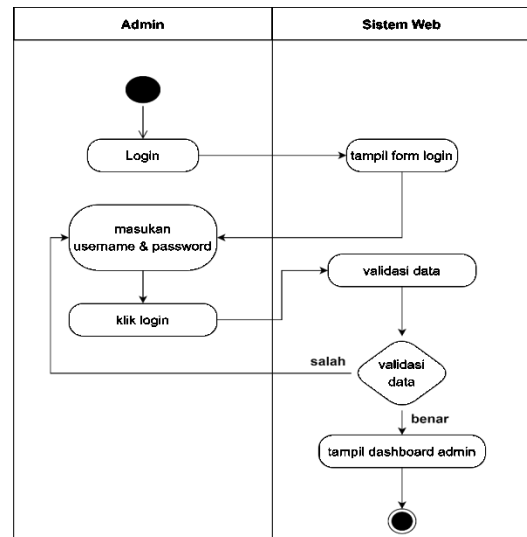 Admin
Sistem Web
Login
tampil form login
masukan
username & password
validasi data
klik login
salah
validasi
data
benar
tampil dashboard admin